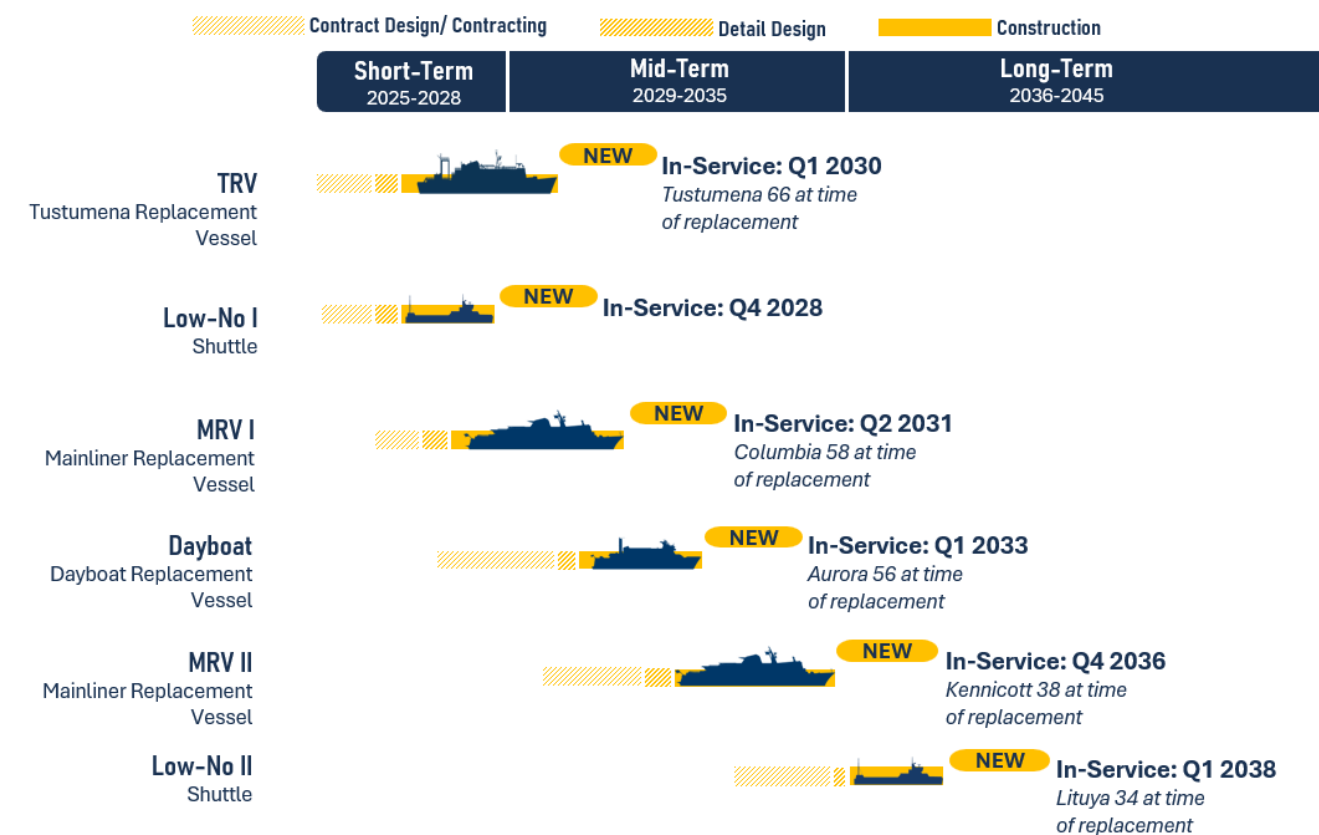 Contract Design/ Contracting
Detail Design
Construction
Short-Term
2025-2028
Mid-Term
2029-2035
Long-Term
2036-2045
TRV
Tustumena Replacement
Vessel
NEW
In-Service: Q1 2030
Tustumena 66 at time
of replacement
Low-No I
Shuttle
NEW
In-Service: Q4 2028
MRV I
Mainliner Replacement
Vessel
NEW
In-Service: Q2 2031
Columbia 58 at time
of replacement
Dayboat
Dayboat Replacement
Vessel
NEW
In-Service: Q1 2033
Aurora 56 at time
of replacement
MRV II
Mainliner Replacement
Vessel
NEW
In-Service: Q4 2036
Kennicott 38 at time
of replacement
Low-No II
Shuttle
NEW
In-Service: Q1 2038
Lituya 34 at time
of replacement